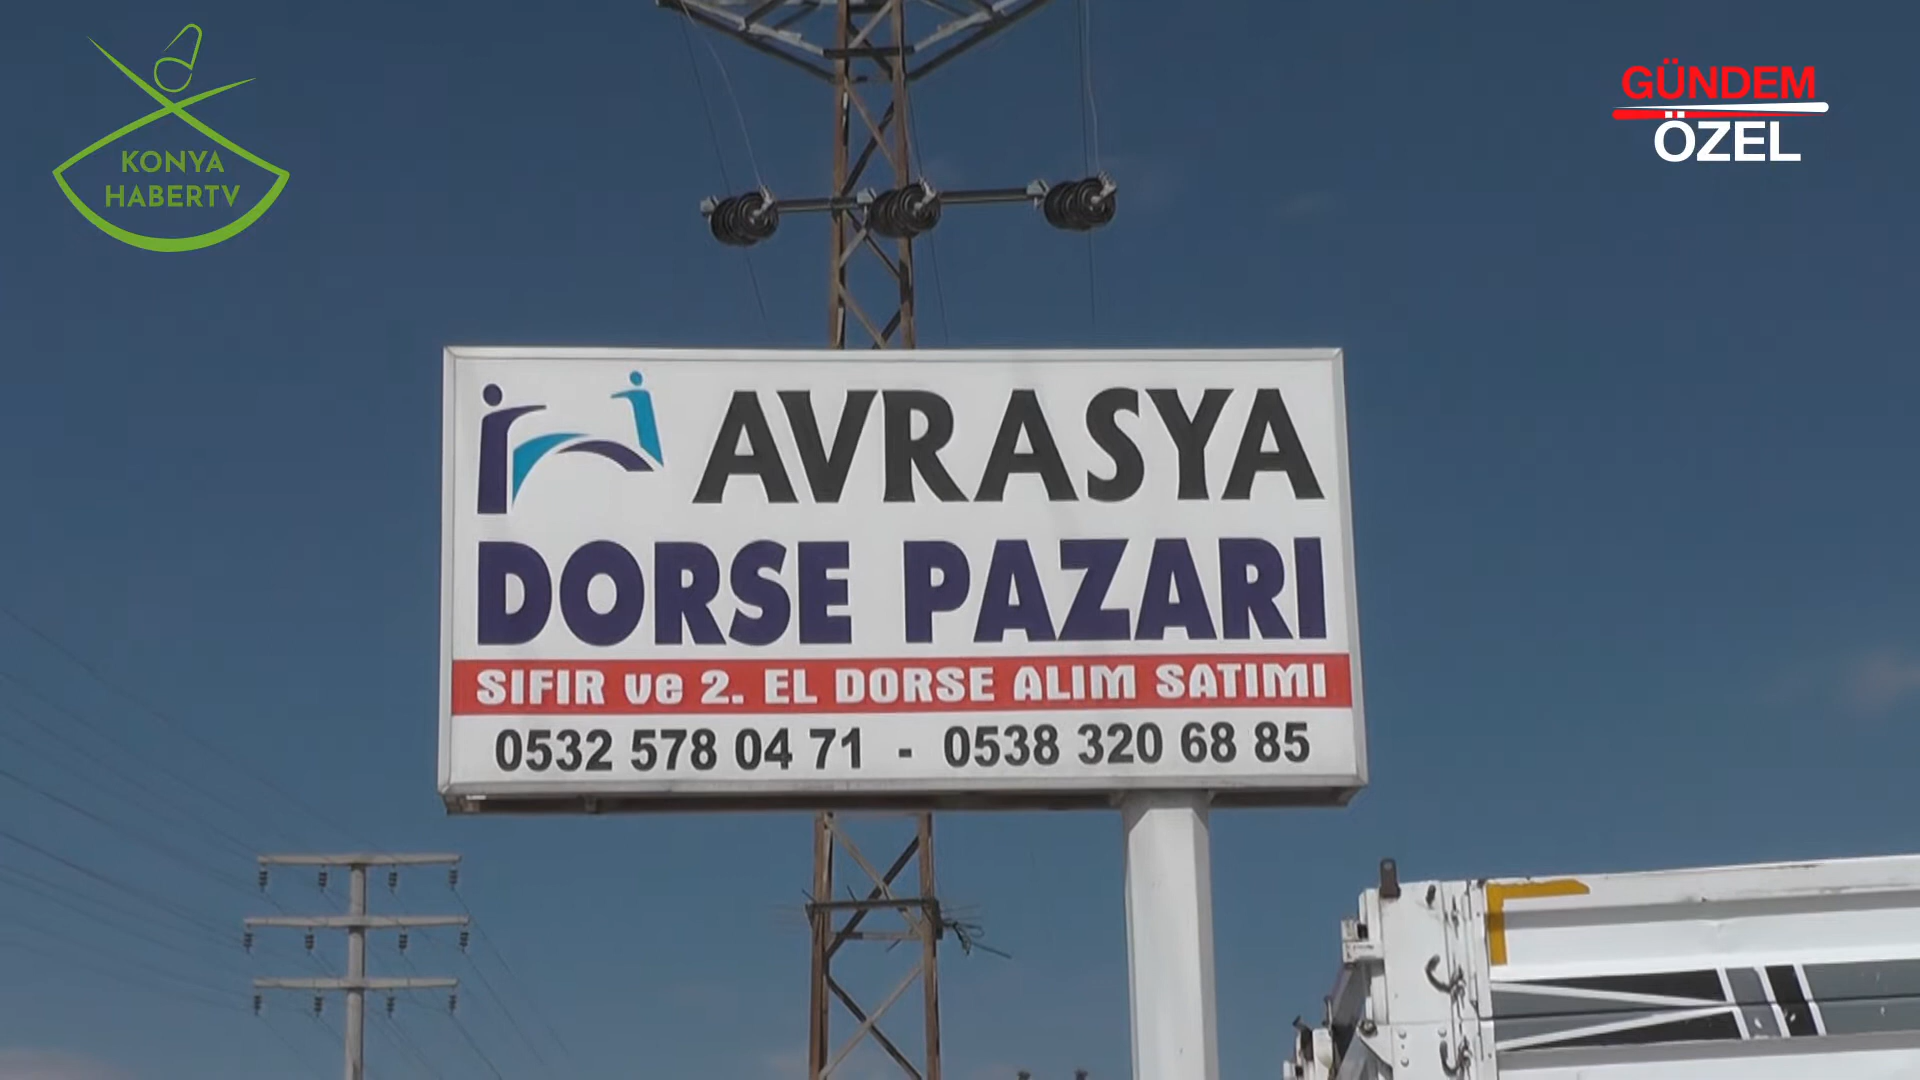 KONYA
HABERTV
GÜNDEM
ÖZEL
AVRASYA
DORSE PAZARI
SIFIR ve 2. EL DORSE ALIM SATIMI
0532 578 04 71 - 0538 320 68 85